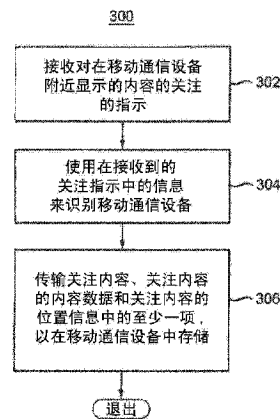 300
接收对在移动通信设备
附近显示的内容的关注
的指示
302
使用在接收到的
关注指示中的信息
来识别移动通信设备
304
传输关注内容、关注内容
的内容数据和关注内容的
位置信息中的至少一项,
以在移动通信设备中存储
306
退出